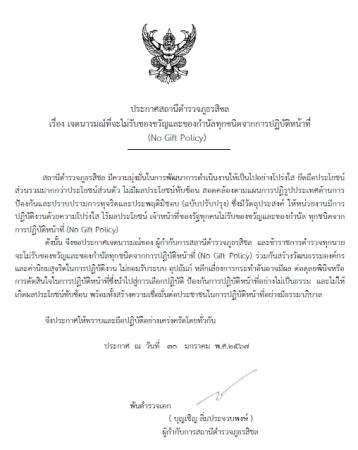 ประกาศสถานีตำรวจภูธรสิชล
เรื่อง เจตนารมณ์ที่จะไม่รับของขวัญและของกำนัลทุกชนิดจากการปฏิบัติหน้าที่
(No Gift Policy)
สถานีตำรวจภูธรสิชล มีความมุ่งมั่นในการพัฒนาการดำเนินงานให้เป็นไปอย่างโปร่งใส ยึดถือประโยชน์
ส่วนรวมมากกว่าประโยชน์ส่วนตัว ไม่มีผลประโยชน์ทับซ้อน สอดคล้องตามแผนการปฏิรูปประเทศด้านการ
ป้องกันและปราบปรามการทุจริตและประพฤติมิชอบ (ฉบับปรับปรุง) ซึ่งมีวัตถุประสงค์ ให้หน่วยงานมีการ
ปฏิบัติงานด้วยความโปร่งใส ไร้ผลประโยชน์ เจ้าหน้าที่ของรัฐทุกคนไม่รับของขวัญและของกำนัล ทุกชนิดจาก
การปฏิบัติหน้าที่ (No Gift Policy)
ดังนั้น จึงขอประกาศเจตนารมณ์ของ ผู้กำกับการสถานีตำรวจภูธรสิชล และข้าราชการตำรวจทุกนาย
จะไม่รับของขวัญและของกำนัลทุกชนิดจากการปฏิบัติหน้าที่ (No Gift Policy) ร่วมกันสร้างวัฒนธรรมองค์กร
และค่านิยมสุจริตในการปฏิบัติงาน ไม่ยอมรับระบบ อุปถัมภ์ หลีกเลี่ยงการกระทำอันอาจมีผล ต่อดุลยพินิจหรือ
การตัดสินใจในการปฏิบัติหน้าที่ซึ่งนำไปสู่การเลือกปฏิบัติ ป้องกันการปฏิบัติหน้าที่อย่างไม่เป็นธรรม และไม่ให้
เกิดผลประโยชน์ทับซ้อน พร้อมทั้งสร้างความเชื่อมั่นต่อประชาชนในการปฏิบัติหน้าที่อย่างมีธรรมาภิบาล
จึงประกาศให้ทราบและถือปฏิบัติอย่างเคร่งครัดโดยทั่วกัน
ประกาศ ณ วันที่ ๓๐ มกราคม พ.ศ.๒๕๖๗
พันตำรวจเอก
( บุญเชิญ ลิ่มประจวบพงษ์ )
ผู้กำกับการสถานีตำรวจภูธรสิชล